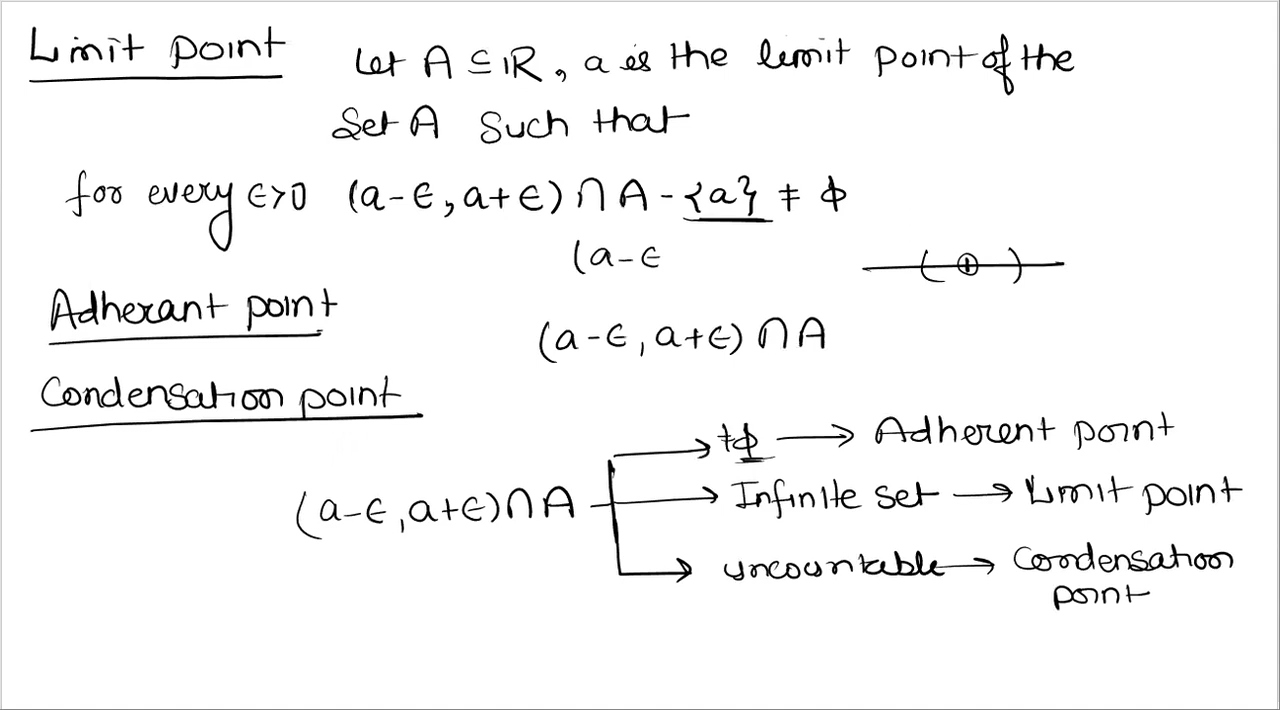 Limit point
Let A ⊆ ℝ, a is the limit point of the
Set A Such that
for every ∈>0 (a-∈, a+∈) ∩ A - {a} ≠ ϕ
(a-∈
( + )
Adherant point
(a-∈, a+∈) ∩ A
Condensation point
≠ϕ → Adherent point
(a-∈, a+∈) ∩ A
Infinite set → Limit point
uncountable → Condensation
point